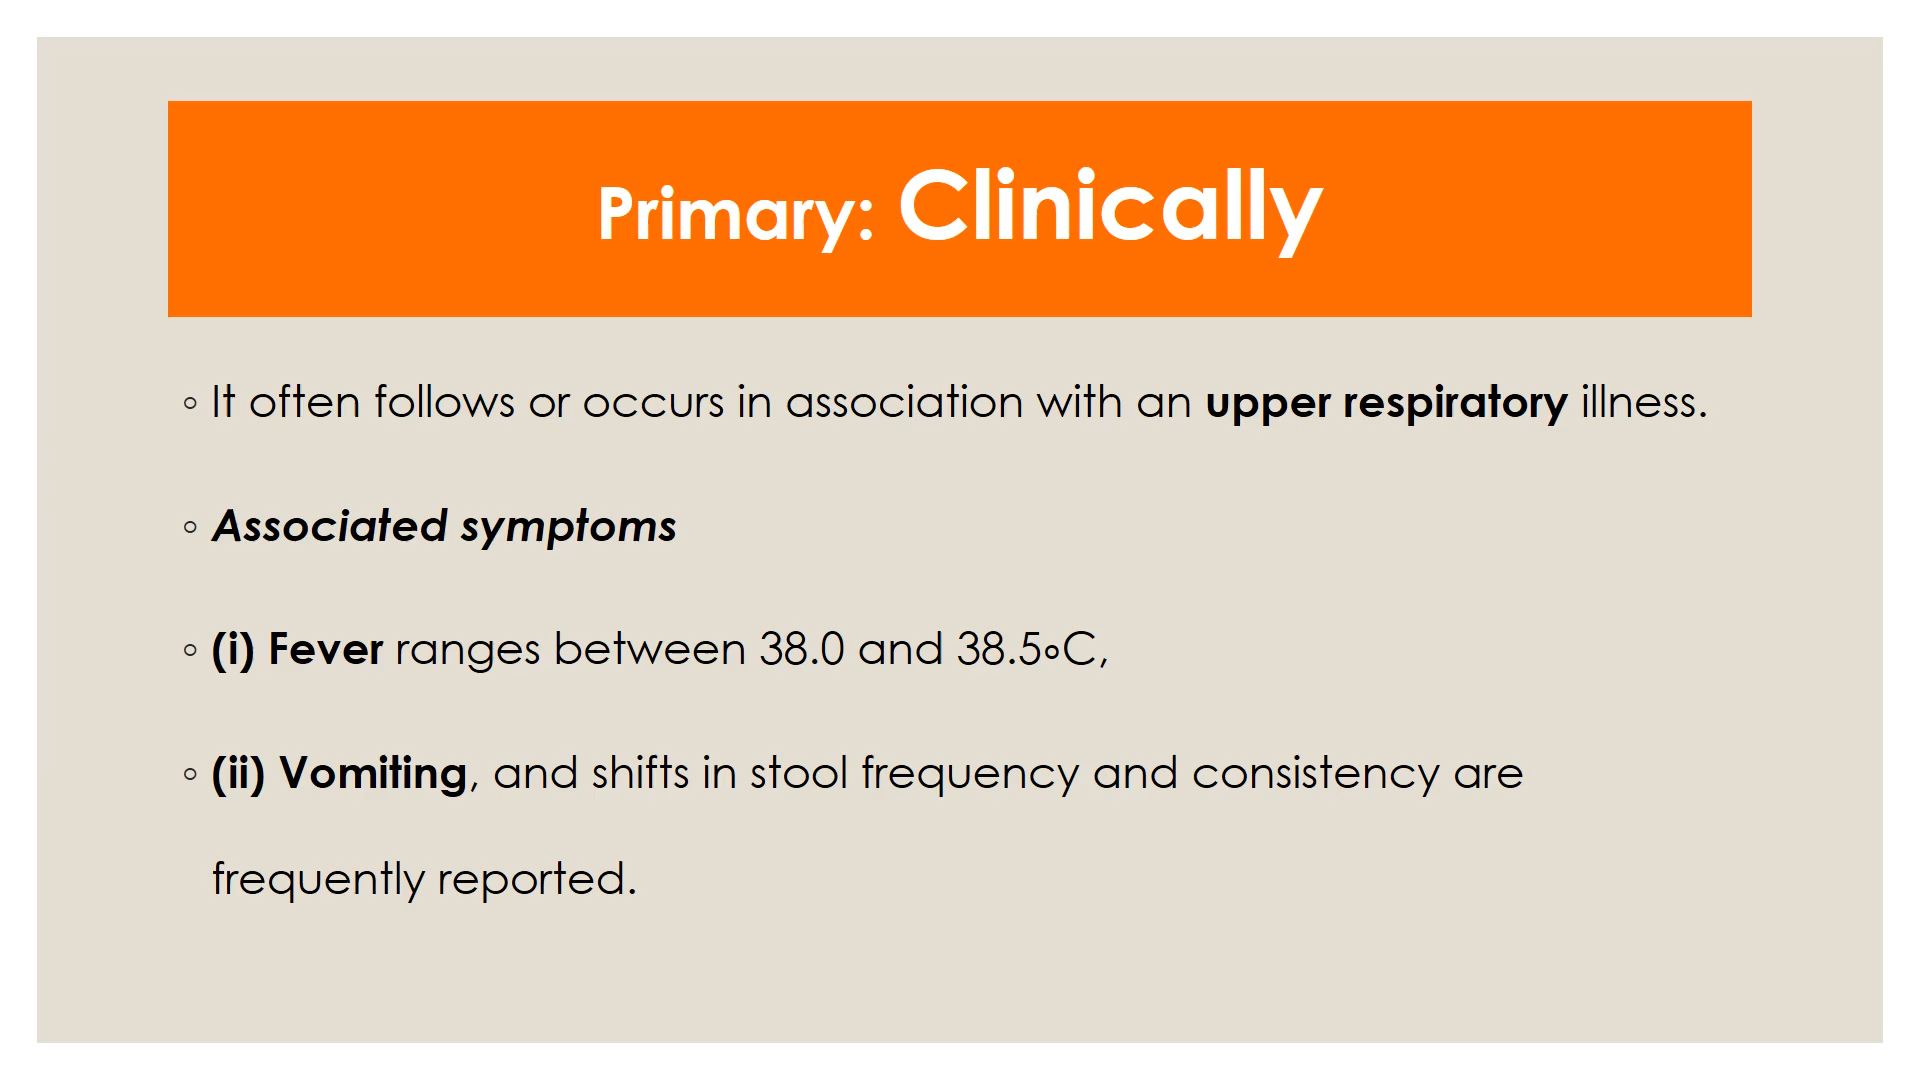 Primary: Clinically
◦ It often follows or occurs in association with an upper respiratory illness.
◦ Associated symptoms
◦ (i) Fever ranges between 38.0 and 38.5∘C,
◦ (ii) Vomiting, and shifts in stool frequency and consistency are
frequently reported.